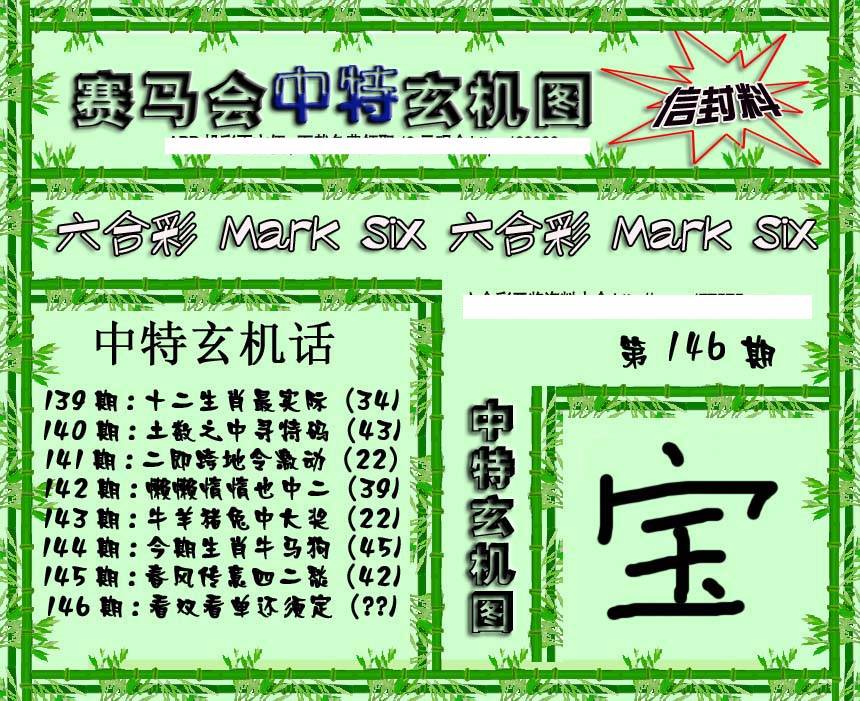 赛马会中特玄机图
信封料
六合彩 Mark Six 六合彩 Mark Six
中特玄机话
139期:十二生肖最实际(34)
140期:土数之中寻特码(43)
141期:二即跨地令激动(22)
142期:懒懒惰惰也中二(39)
143期:牛羊猪兔中大奖(22)
144期:今期生肖牛马狗(45)
145期:春风传裹四二谈(42)
146期:看双看单还须定(??)
第146期
中特玄机图
宝